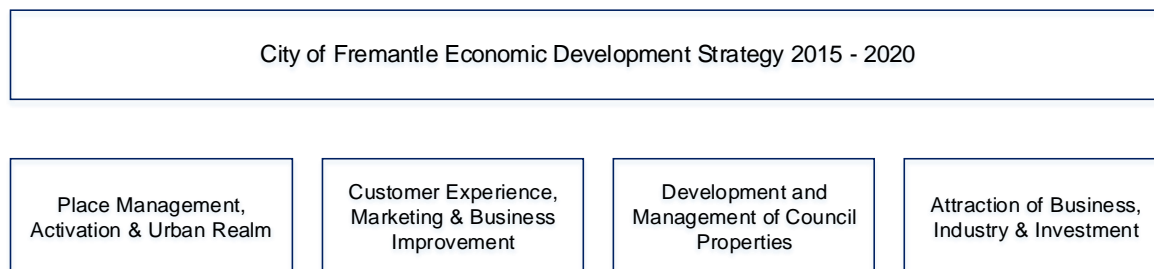 City of Fremantle Economic Development Strategy 2015 - 2020
Place Management,
Activation & Urban Realm
Customer Experience,
Marketing & Business
Improvement
Development and
Management of Council
Properties
Attraction of Business,
Industry & Investment